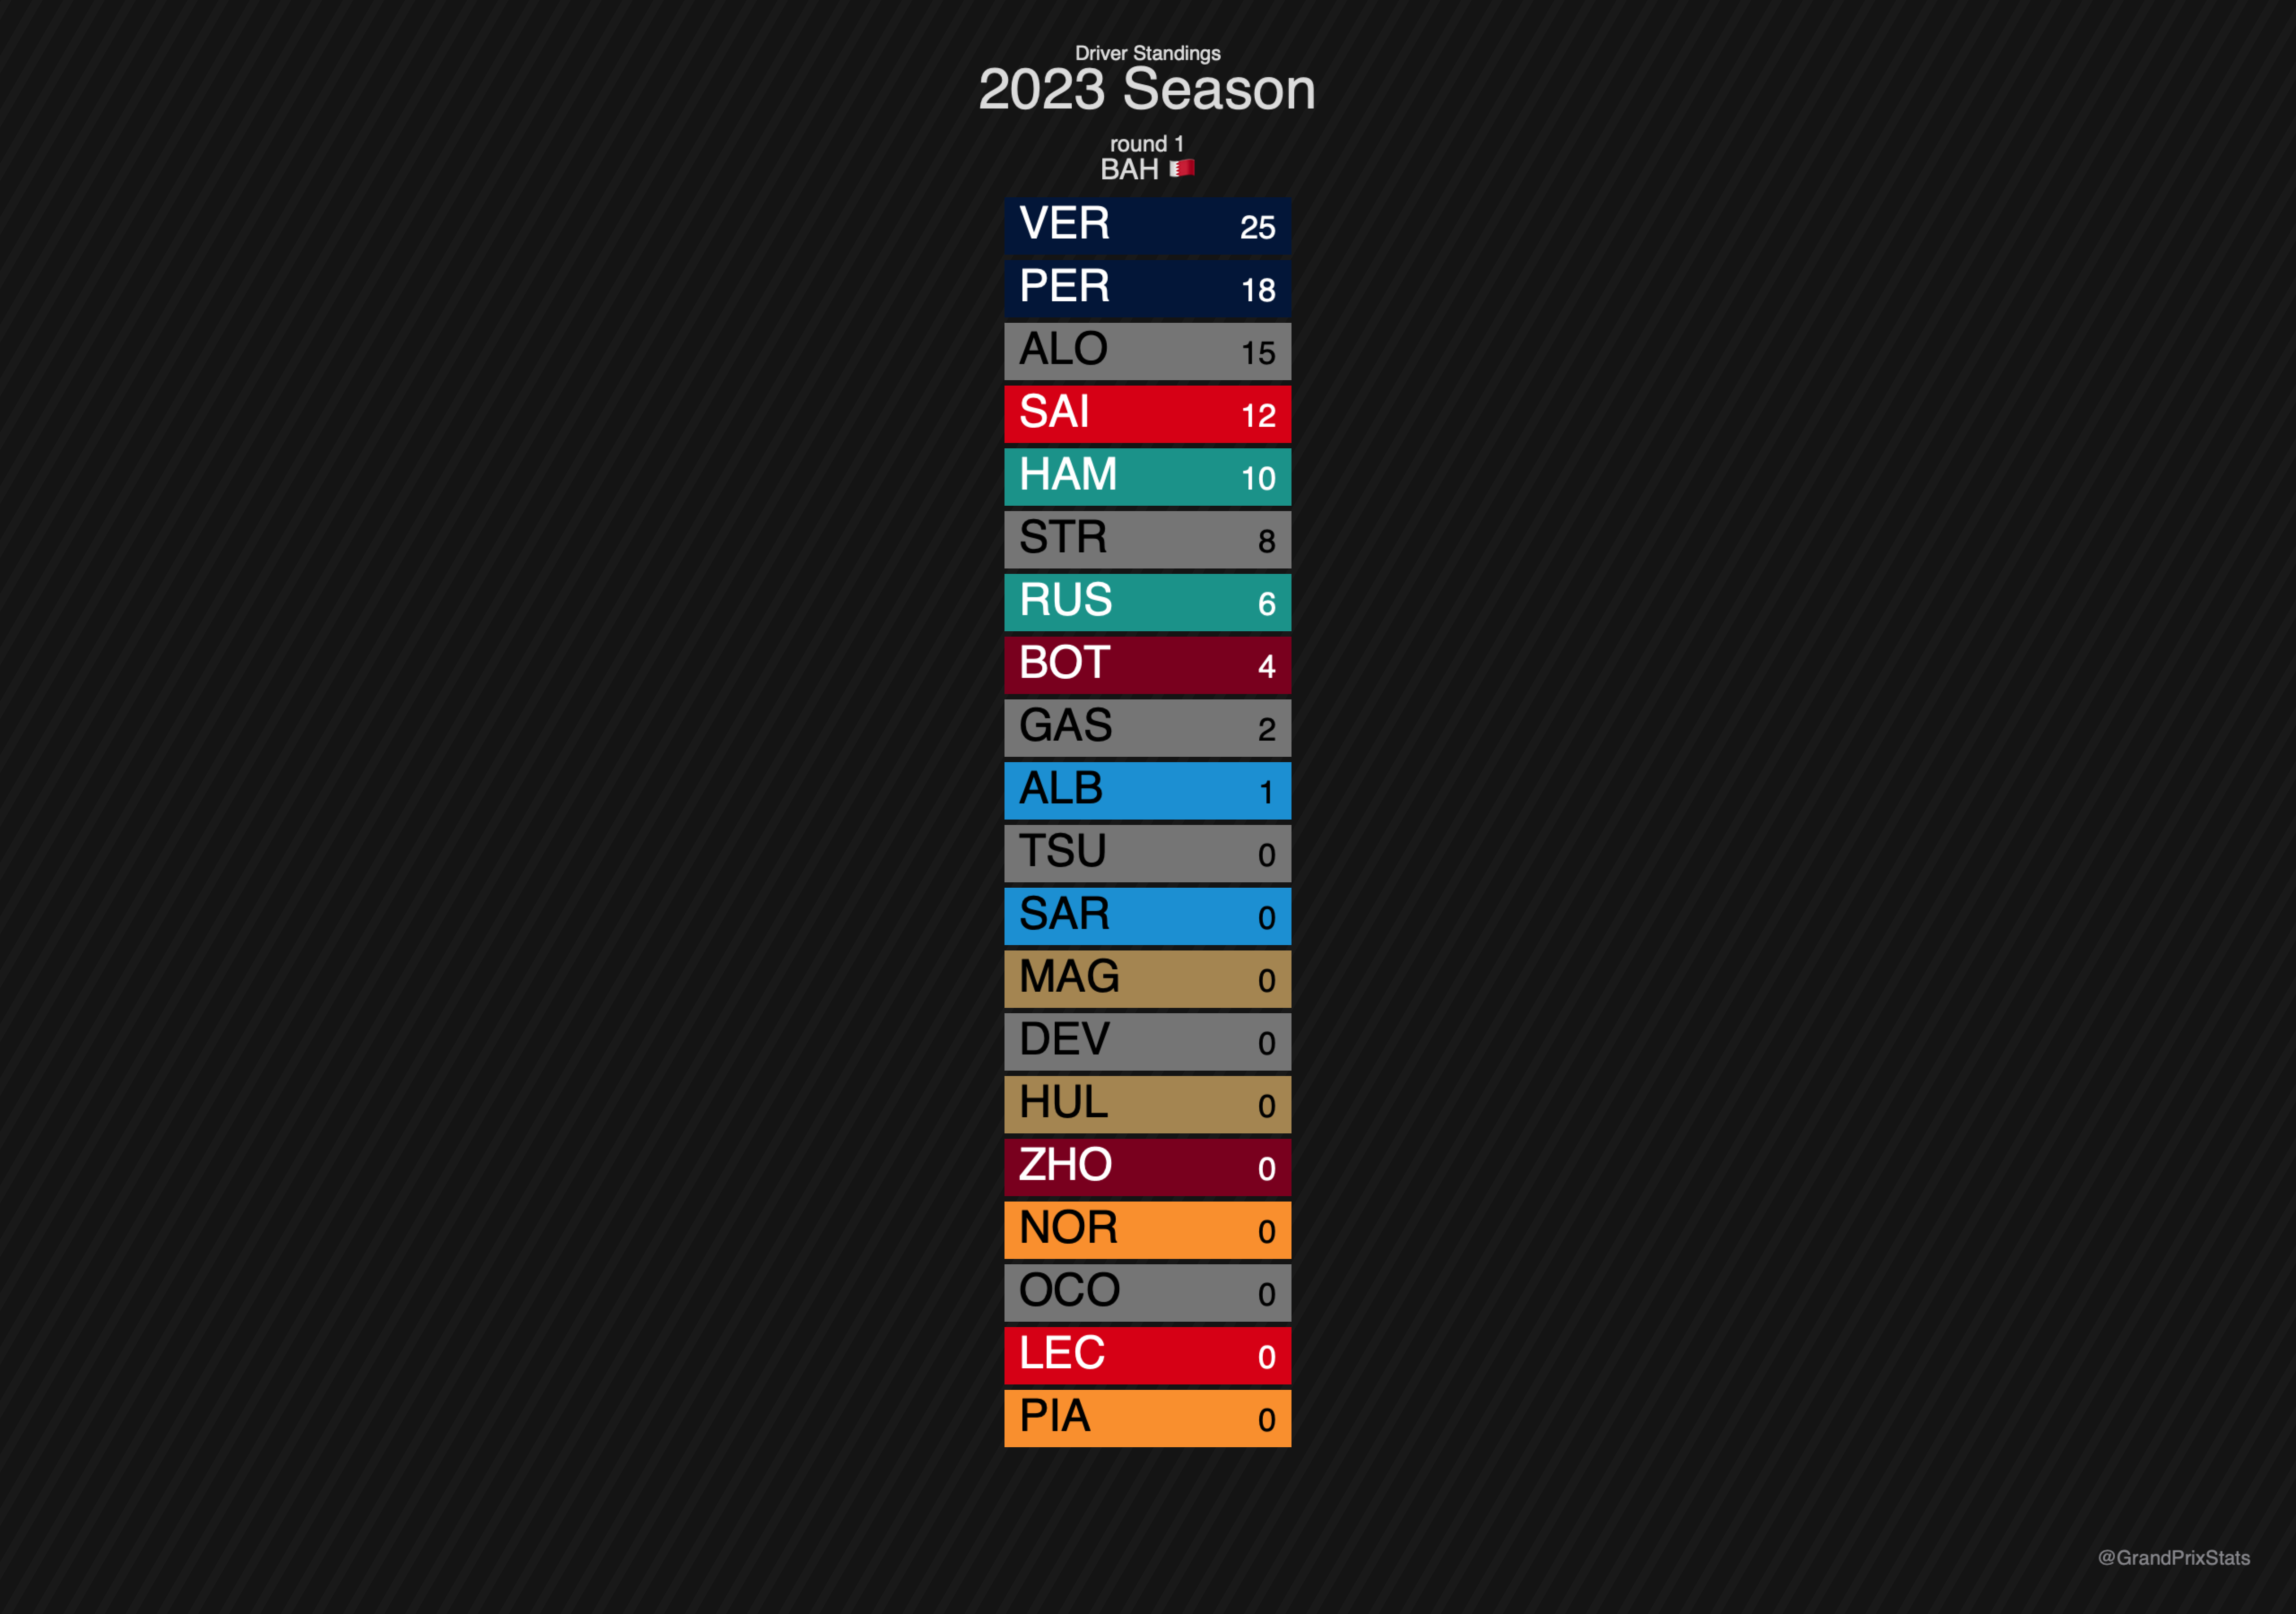 Driver Standings
2023 Season
round 1
BAH
VER 25
PER 18
ALO 15
SAI 12
HAM 10
STR 8
RUS 6
BOT 4
GAS 2
ALB 1
TSU 0
SAR 0
MAG 0
DEV 0
HUL 0
ZHO 0
NOR 0
OCO 0
LEC 0
PIA 0
@GrandPrixStats